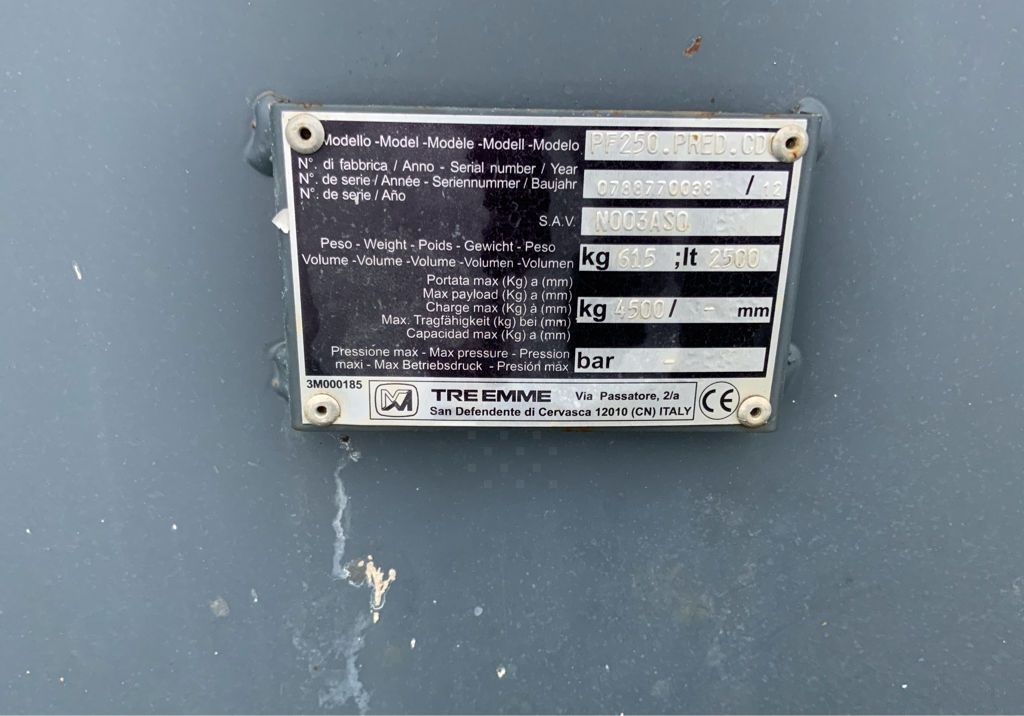 Modello -Model -Modèle -Modell -Modelo PF250.PRED.CD
N°. di fabbrica / Anno - Serial number / Year
N°. de serie / Année - Seriennummer / Baujahr 0788770038 / 12
N°. de serie / Año
S.A.V. N003ASQ
Peso - Weight - Poids - Gewicht - Peso
Volume -Volume -Volume -Volumen -Volumen kg 615 ;lt 2500
Portata max (Kg) a (mm)
Max payload (Kg) a (mm)
Charge max (Kg) à (mm) kg 4500 / - mm
Max. Tragfähigkeit (kg) bei (mm)
Capacidad max (Kg) a (mm)
Pressione max - Max pressure - Pression
maxi - Max Betriebsdruck - Presión màx bar -
3M000185 TRE EMME Via Passatore, 2/a
San Defendente di Cervasca 12010 (CN) ITALY CE